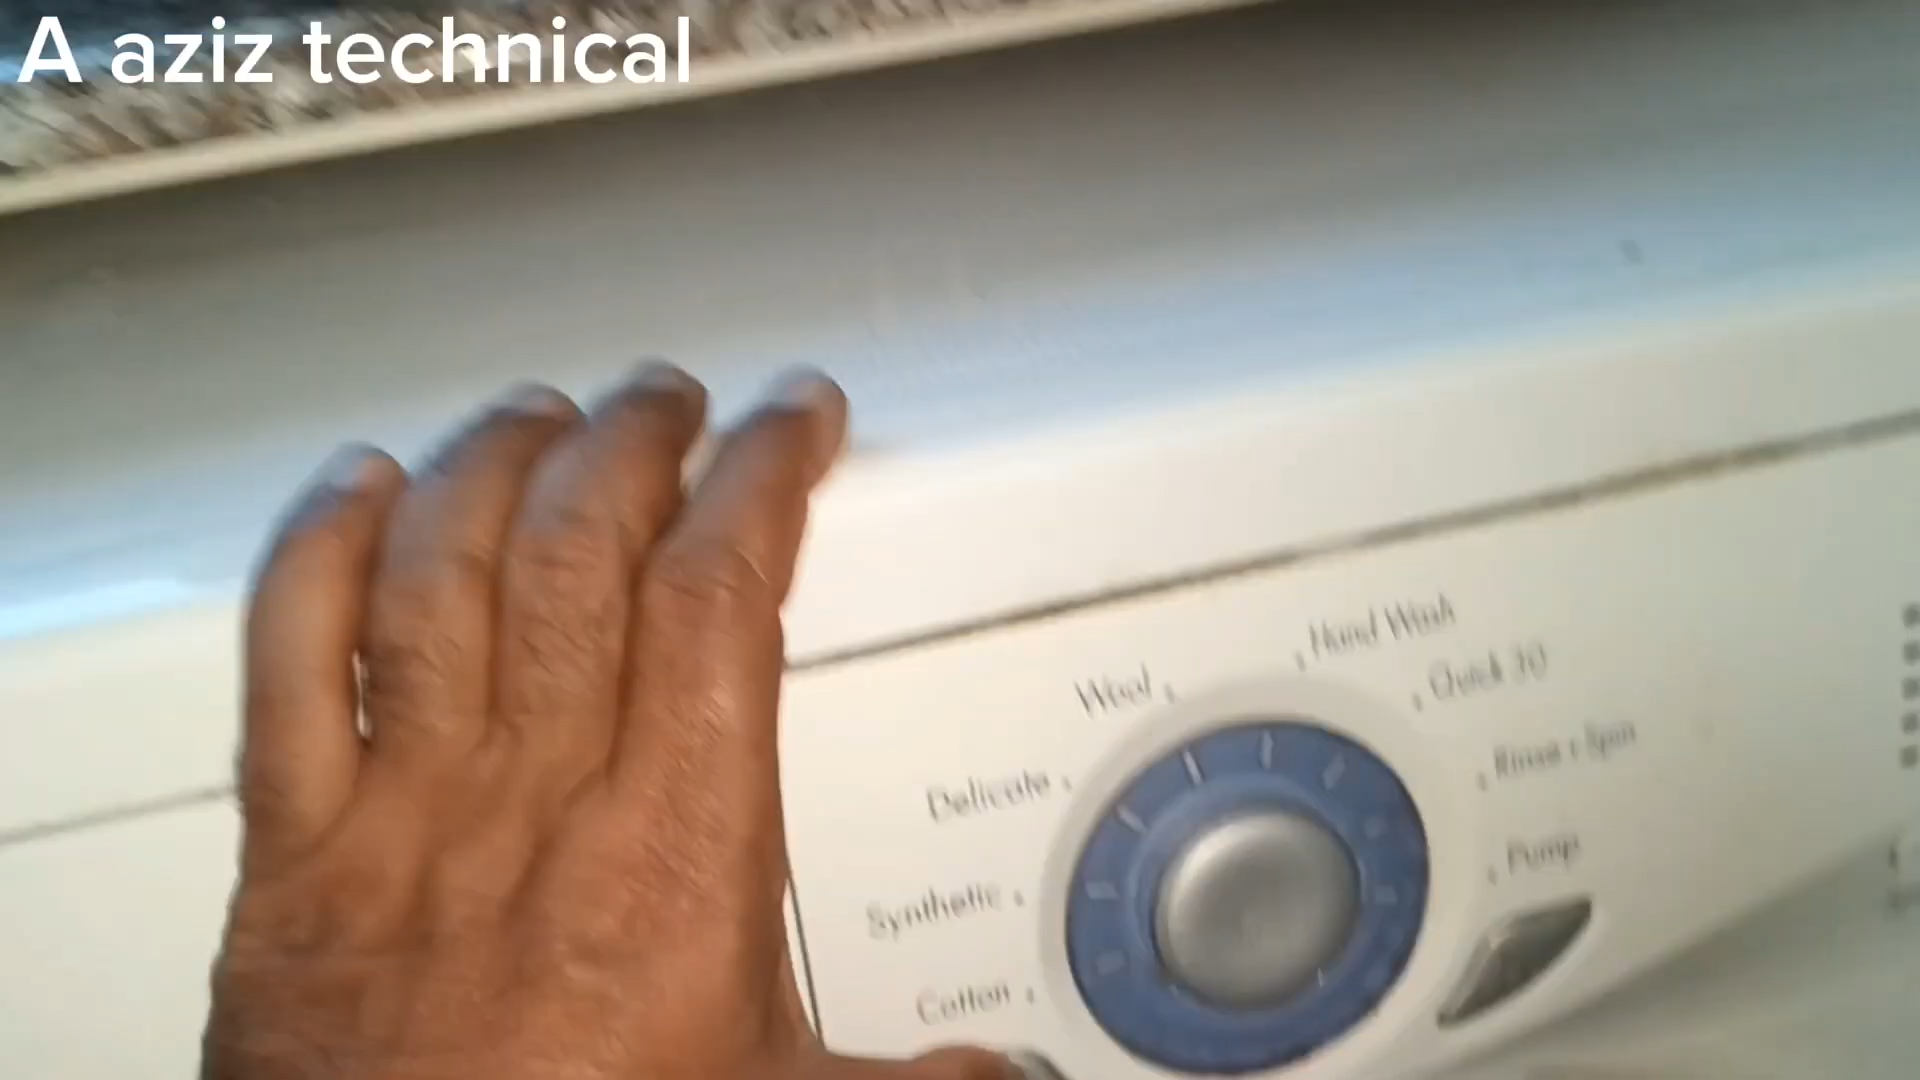 A aziz technical
Hand Wash
Wool
Quick 30
Rinse + Spin
Delicate
Pump
Synthetic
Cotton